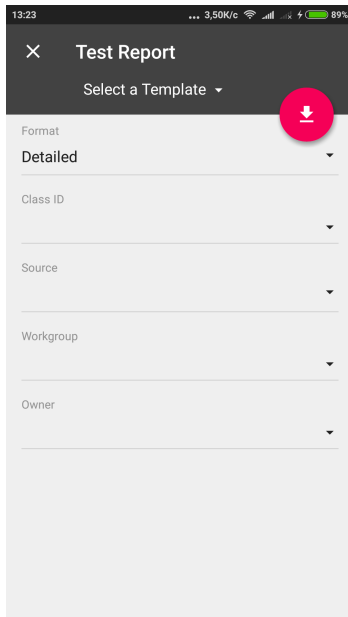 13:23 ... 3,50K/c 89%
Test Report
Select a Template
Format
Detailed
Class ID
Source
Workgroup
Owner